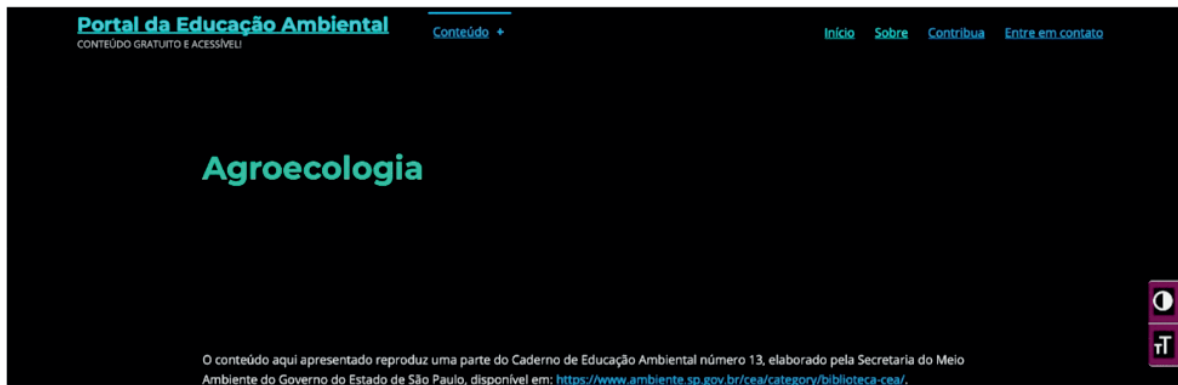 Portal da Educação Ambiental
CONTEÚDO GRATUITO E ACESSÍVEL!
Conteúdo +
Início Sobre Contribua Entre em contato
Agroecologia
O conteúdo aqui apresentado reproduz uma parte do Caderno de Educação Ambiental número 13, elaborado pela Secretaria do Meio
Ambiente do Governo do Estado de São Paulo, disponível em: https://www.ambiente.sp.gov.br/cea/category/biblioteca-cea/.
TT